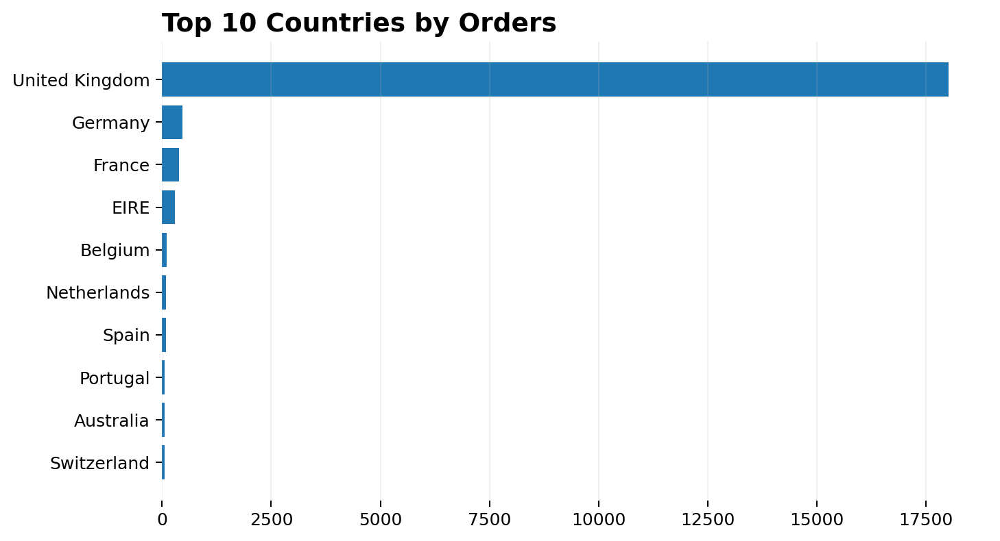 Top 10 Countries by Orders
United Kingdom
Germany
France
EIRE
Belgium
Netherlands
Spain
Portugal
Australia
Switzerland
0 2500 5000 7500 10000 12500 15000 17500